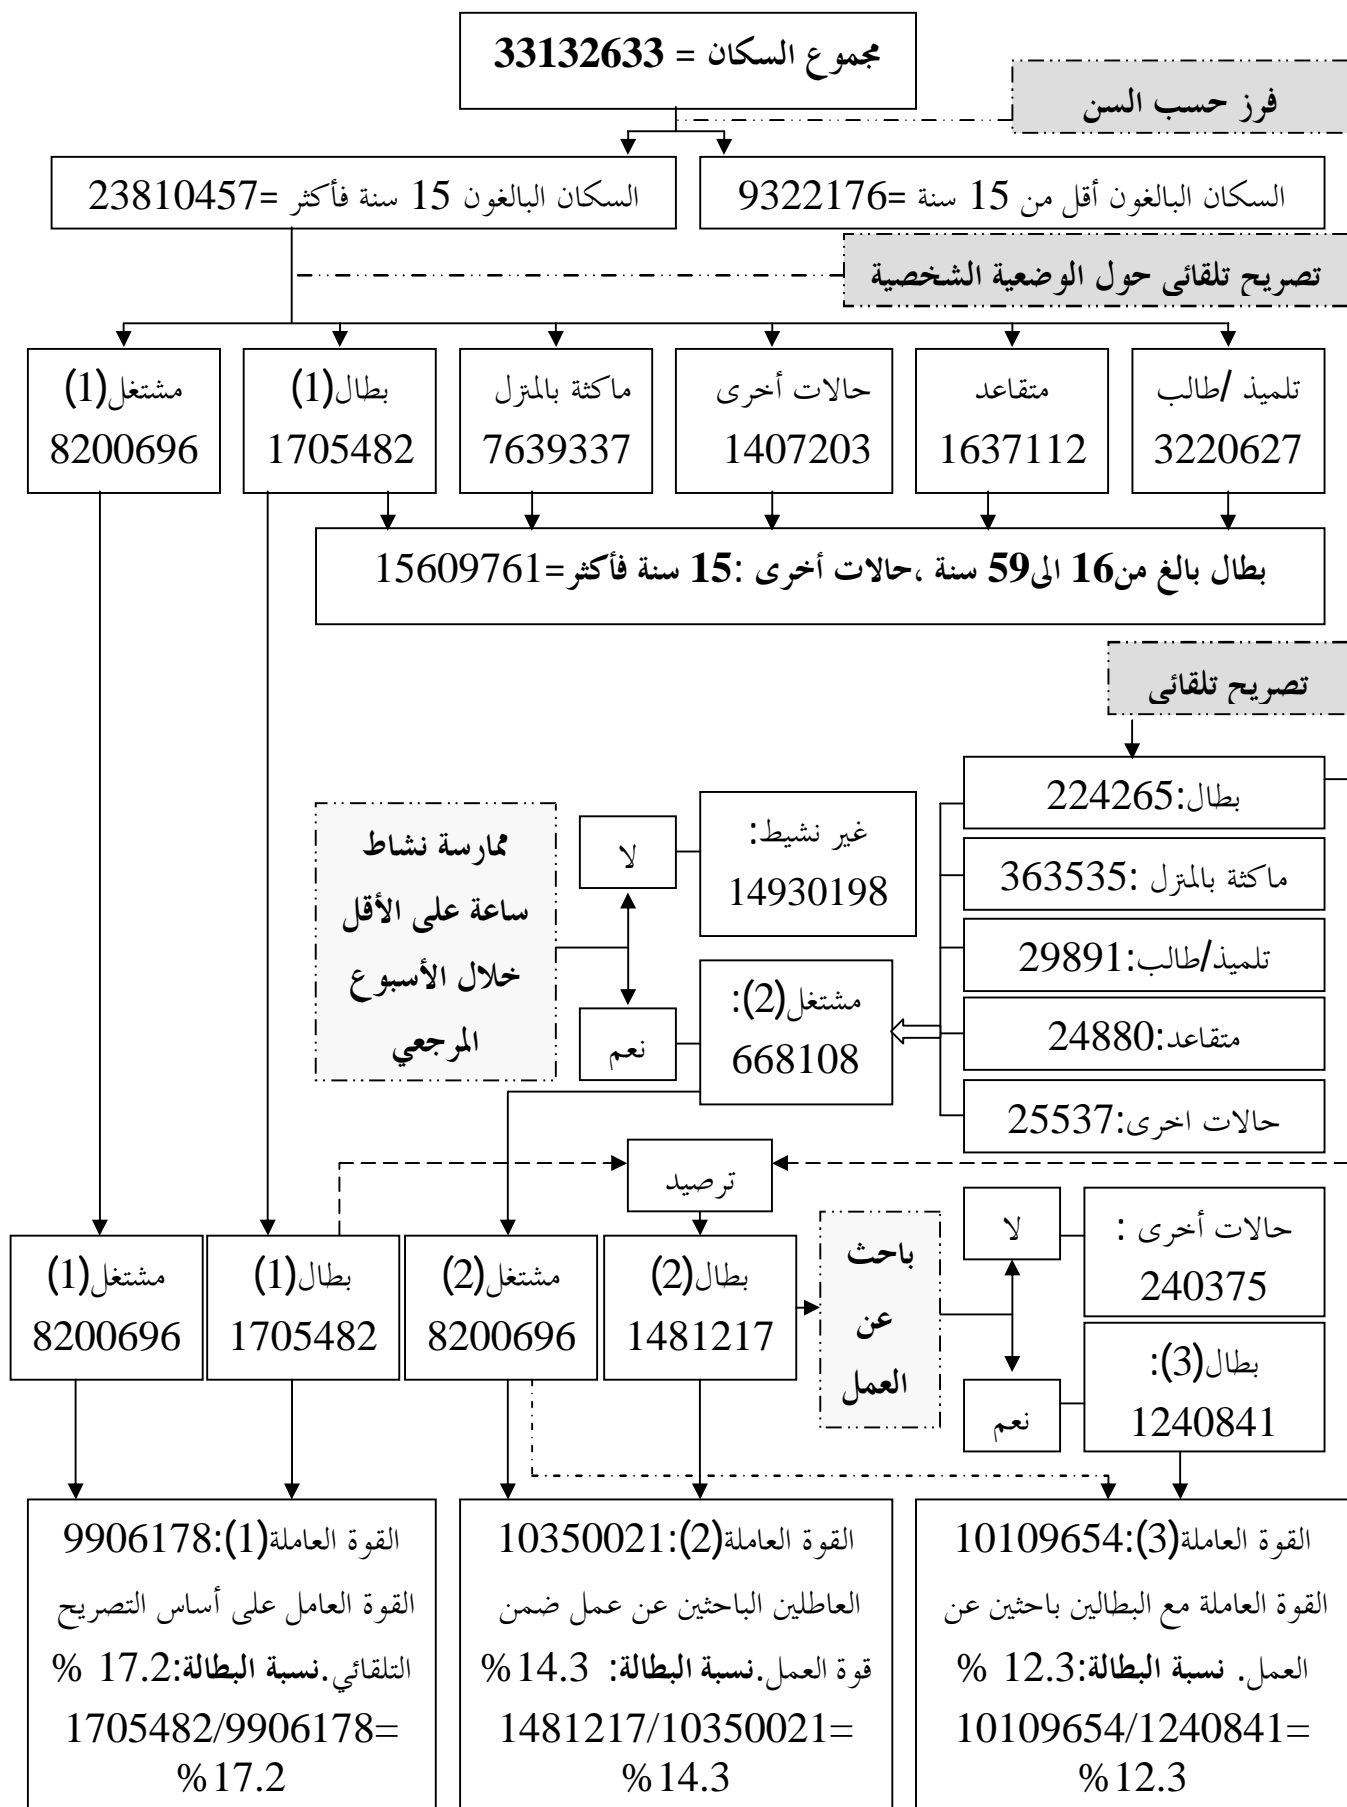 مجموع السكان = 33132633
فرز حسب السن
السكان البالغون أقل من 15 سنة =9322176
السكان البالغون 15 سنة فأكثر =23810457
تصريح تلقائي حول الوضعية الشخصية
تلميذ /طالب
3220627
متقاعد
1637112
حالات أخرى
1407203
ماكثة بالمنزل
7639337
بطال(1)
1705482
مشتغل(1)
8200696
بطال بالغ من16 الى59 سنة ،حالات أخرى :15 سنة فأكثر=15609761
تصريح تلقائي
بطال:224265
ماكثة بالمنزل :363535
تلميذ/طالب:29891
متقاعد:24880
حالات اخرى:25537
غير نشيط:
14930198
مشتغل(2):
668108
لا
نعم
ممارسة نشاط
ساعة على الأقل
خلال الأسبوع
المرجعي
ترصيد
حالات أخرى :
240375
بطال(3):
1240841
لا
نعم
باحث
عن
العمل
بطال(2)
1481217
مشتغل(2)
8200696
بطال(1)
1705482
مشتغل(1)
8200696
القوة العاملة(3):10109654
القوة العاملة مع البطالين باحثين عن
العمل. نسبة البطالة:12.3 %
10109654/1240841=
%12.3
القوة العاملة(2):10350021
العاطلين الباحثين عن عمل ضمن
قوة العمل.نسبة البطالة: 14.3%
1481217/10350021=
%14.3
القوة العاملة(1):9906178
القوة العامل على أساس التصريح
التلقائي.نسبة البطالة:17.2 %
1705482/9906178=
%17.2